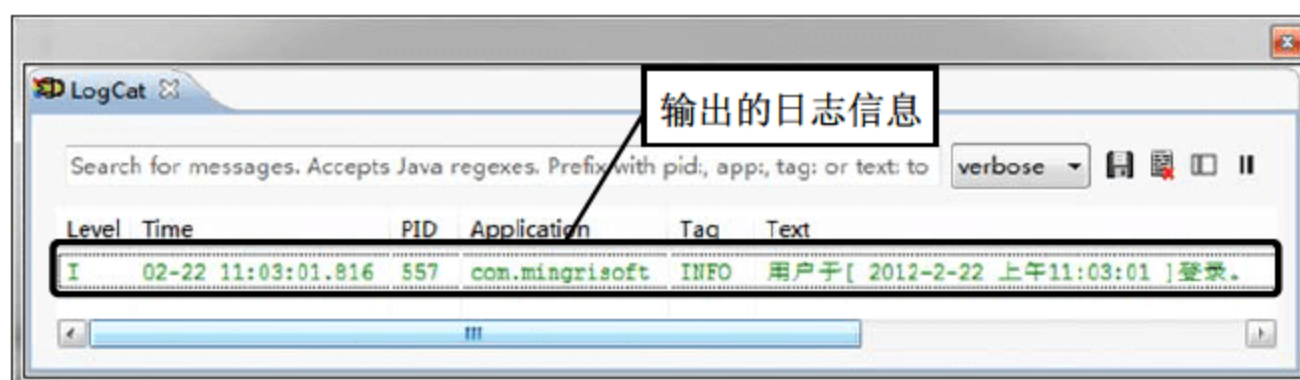 LogCat
输出的日志信息
Search for messages. Accepts Java regexes. Prefix with pid:, app:, tag: or text: to
verbose
Level Time PID Application Tag Text
I 02-22 11:03:01.816 557 com.mingrisoft INFO 用户于[ 2012-2-22 上午11:03:01 ]登录。